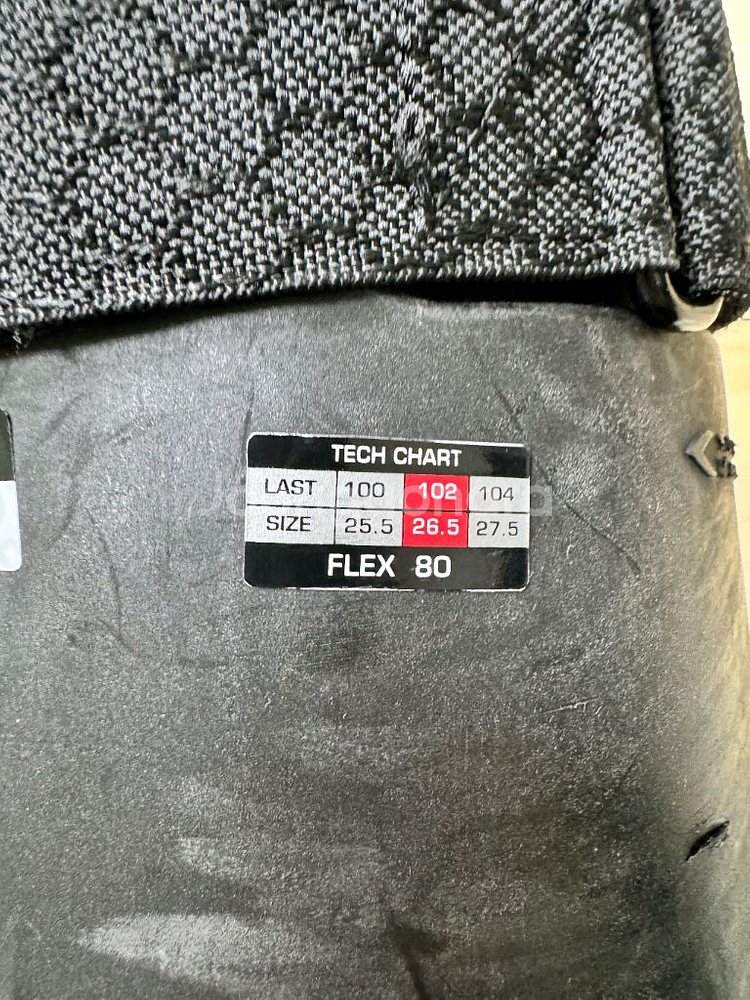 TECH CHART
LAST 100 102 104
SIZE 25.5 26.5 27.5
FLEX 80